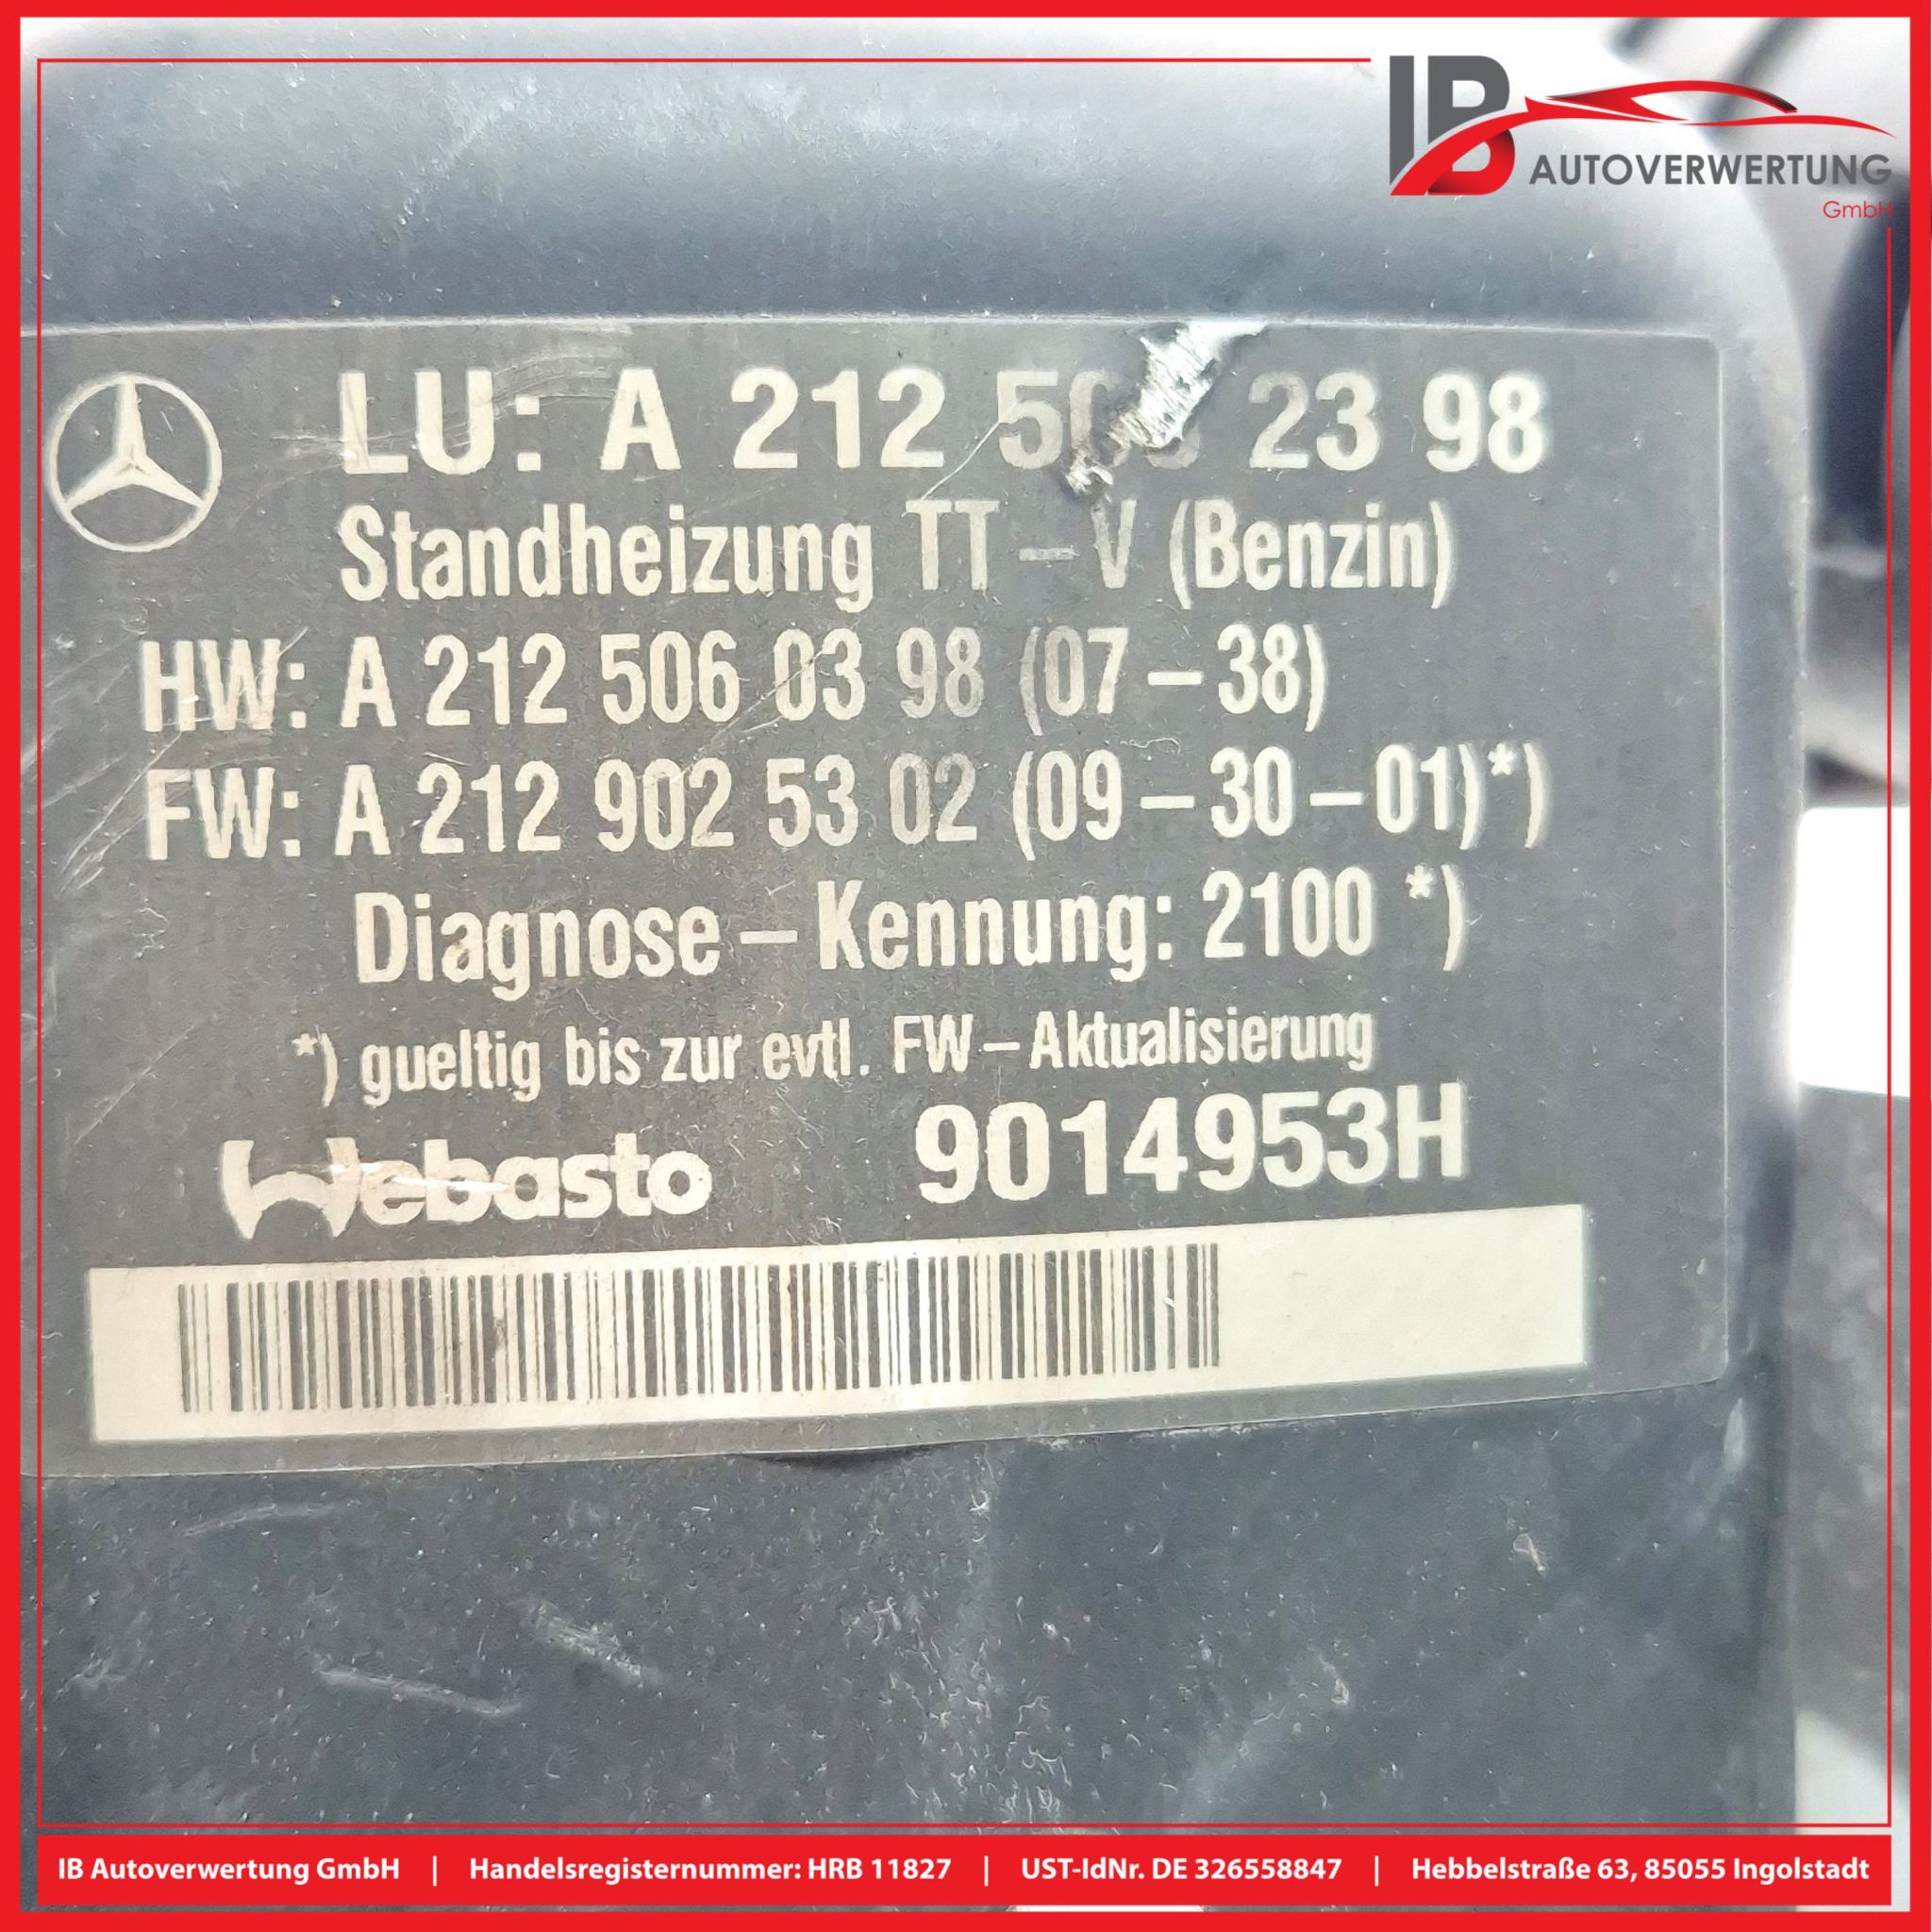 IB AUTOVERWERTUNG
GmbH
LU: A 212 23 98
Standheizung TT – V (Benzin)
HW: A 212 506 03 98 (07 – 38)
FW: A 212 902 53 02 (09 – 30 – 01)*)
Diagnose – Kennung: 2100 *)
*) gueltig bis zur evtl. FW – Aktualisierung
Webasto 9014953H
IB Autoverwertung GmbH | Handelsregisternummer: HRB 11827 | UST-IdNr. DE 326558847 | Hebbelstraße 63, 85055 Ingolstadt